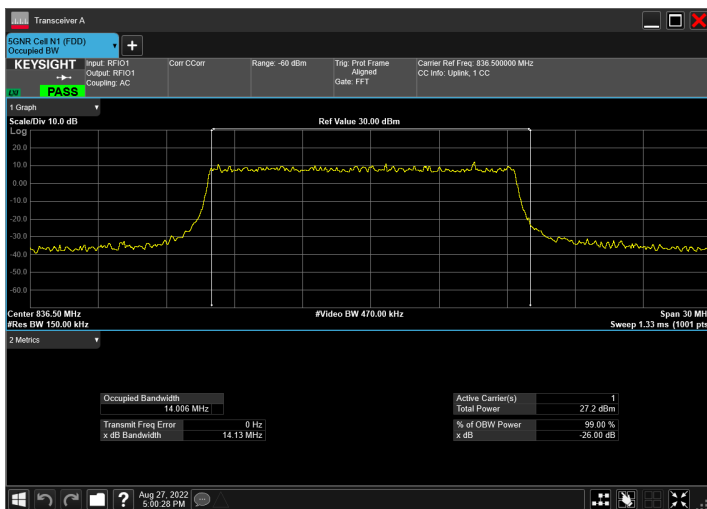 Transceiver A
5GNR Cell N1 (FDD)
Occupied BW
KEYSIGHT
LXI
PASS
Input: RFIO1
Output: RFIO1
Coupling: AC
Corr CCorr
Range: -60 dBm
Trig: Prot Frame
Aligned
Gate: FFT
Carrier Ref Freq: 836.500000 MHz
CC Info: Uplink, 1 CC
1 Graph
Scale/Div 10.0 dB
Ref Value 30.00 dBm
Log
20.0
10.0
0.00
-10.0
-20.0
-30.0
-40.0
-50.0
-60.0
Center 836.50 MHz
#Video BW 470.00 kHz
Span 30 MH
#Res BW 150.00 kHz
Sweep 1.33 ms (1001 pts
2 Metrics
Occupied Bandwidth
14.006 MHz
Transmit Freq Error 0 Hz
x dB Bandwidth 14.13 MHz
Active Carrier(s) 1
Total Power 27.2 dBm
% of OBW Power 99.00 %
x dB -26.00 dB
?
Aug 27, 2022
5:00:28 PM